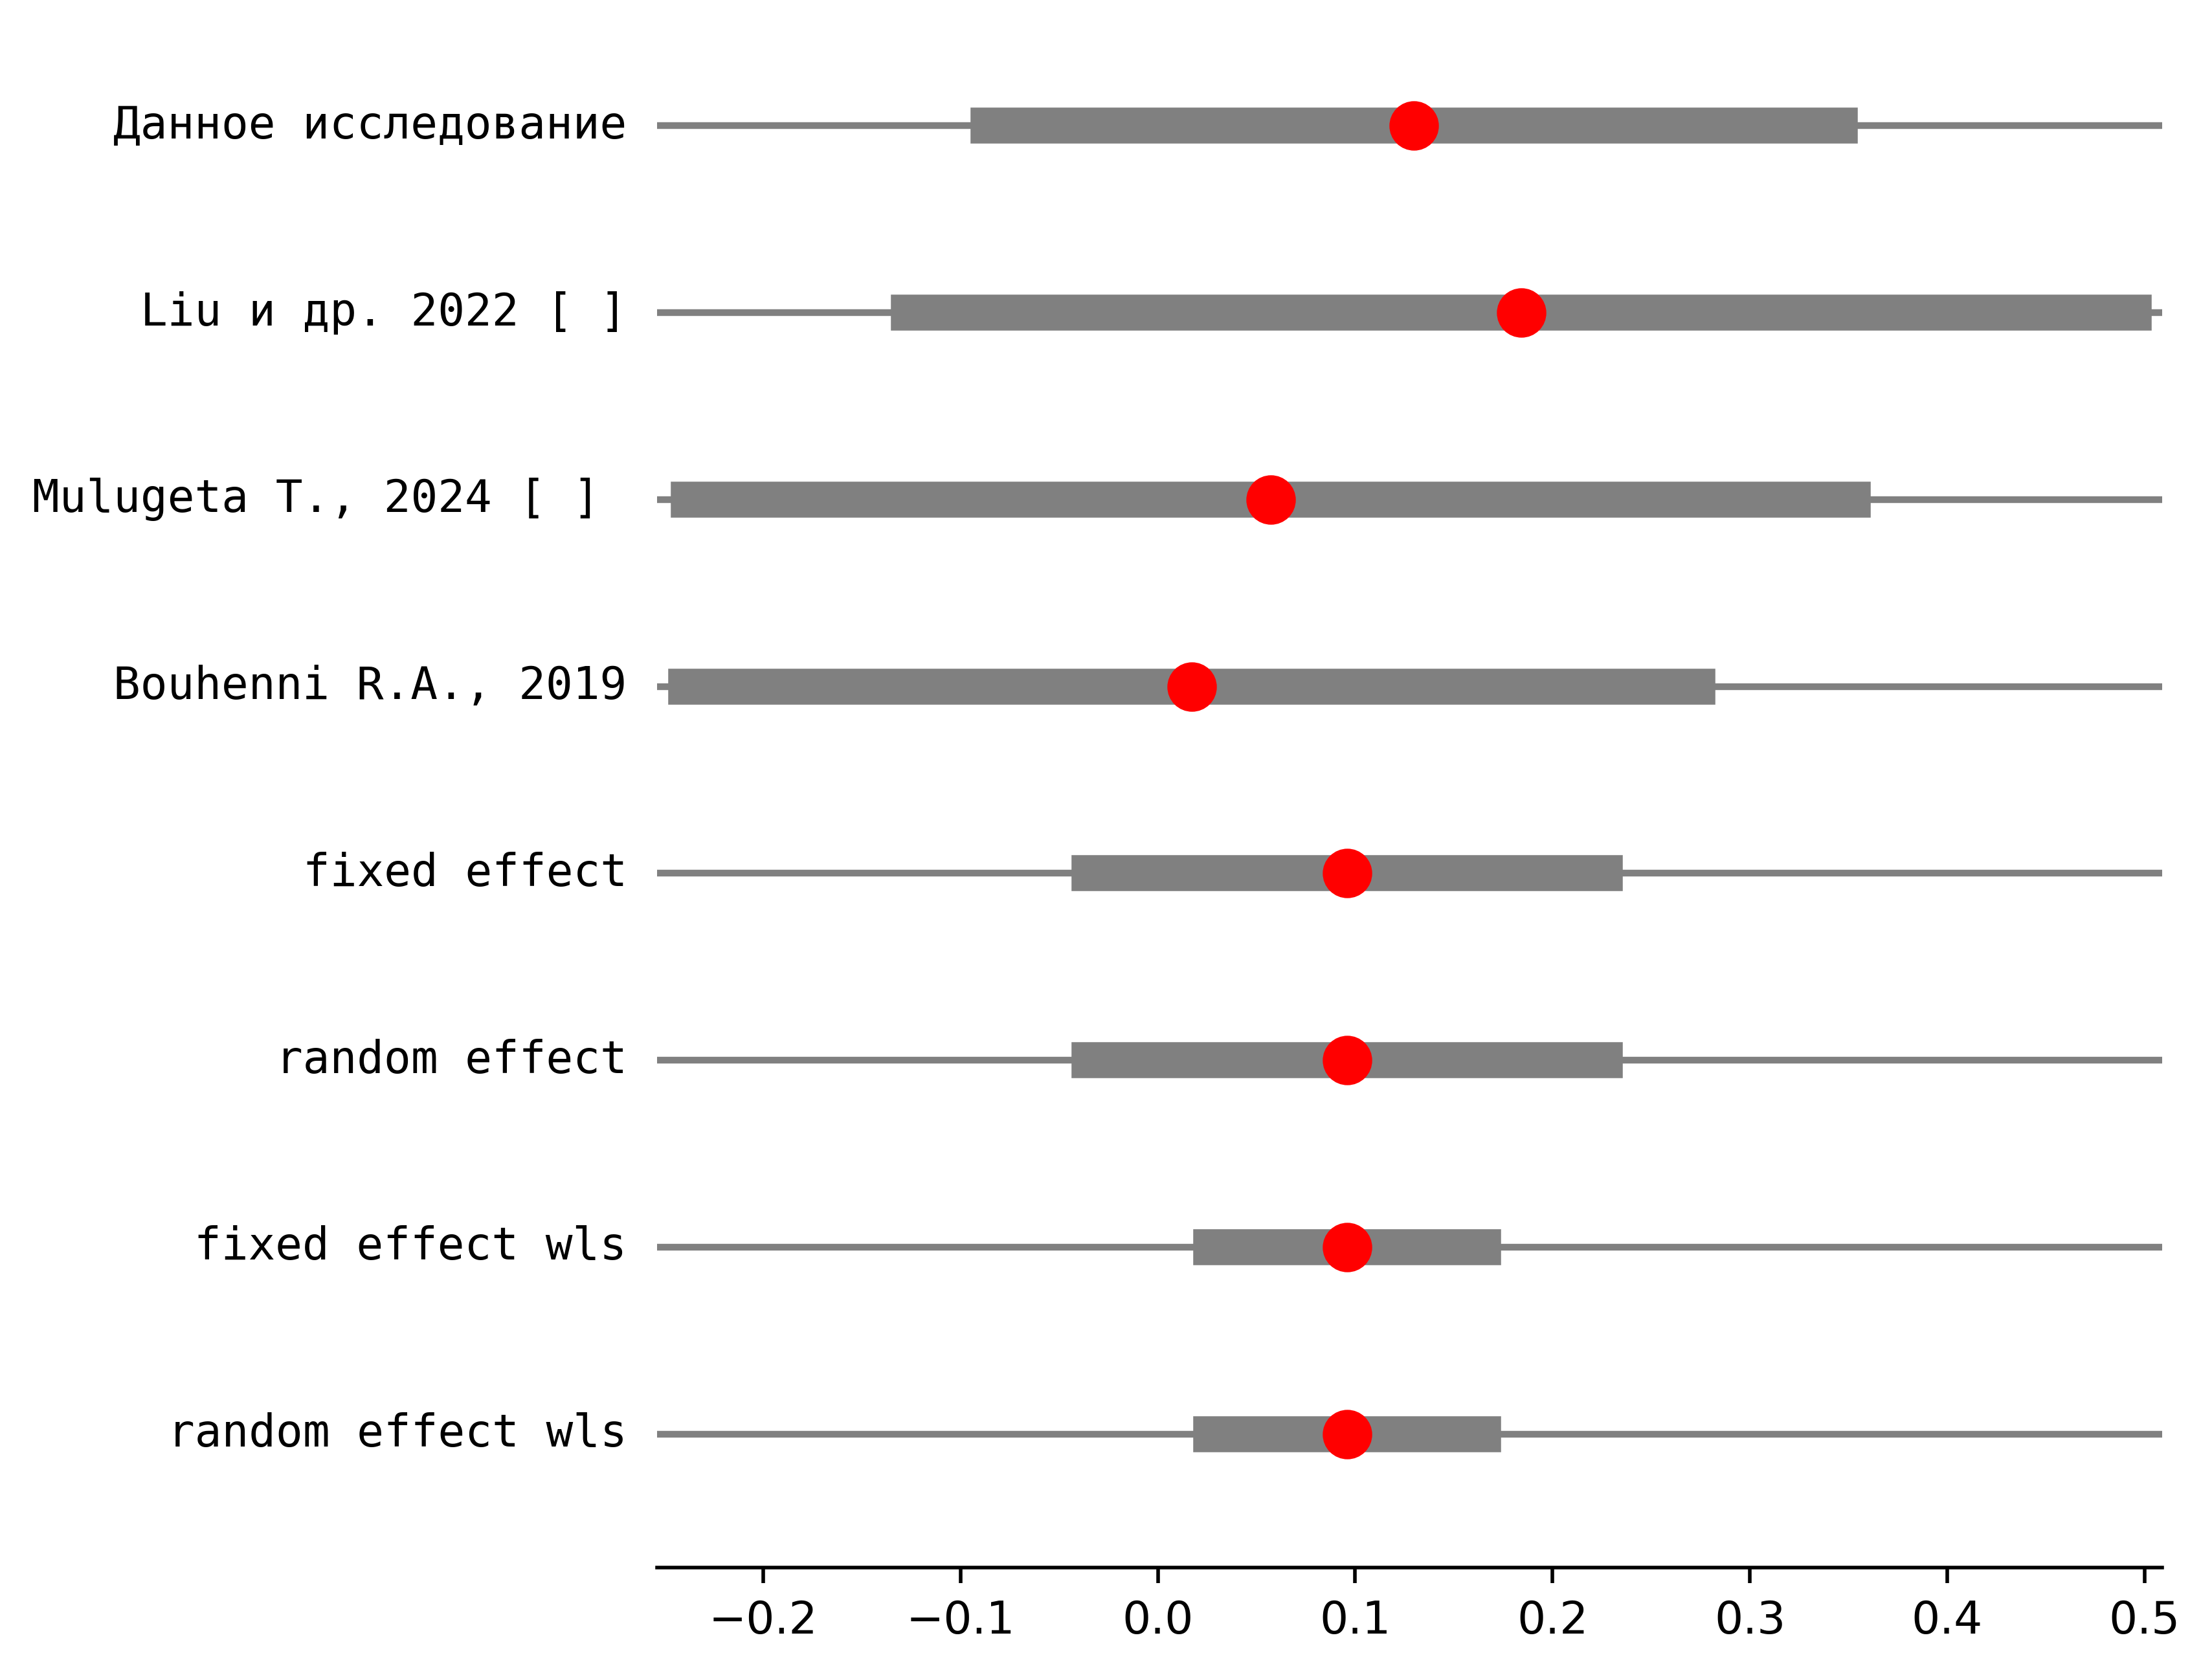 Данное исследование
Liu и др. 2022 [ ]
Mulugeta T., 2024 [ ]
Bouhenni R.A., 2019
fixed effect
random effect
fixed effect wls
random effect wls
−0.2 −0.1 0.0 0.1 0.2 0.3 0.4 0.5